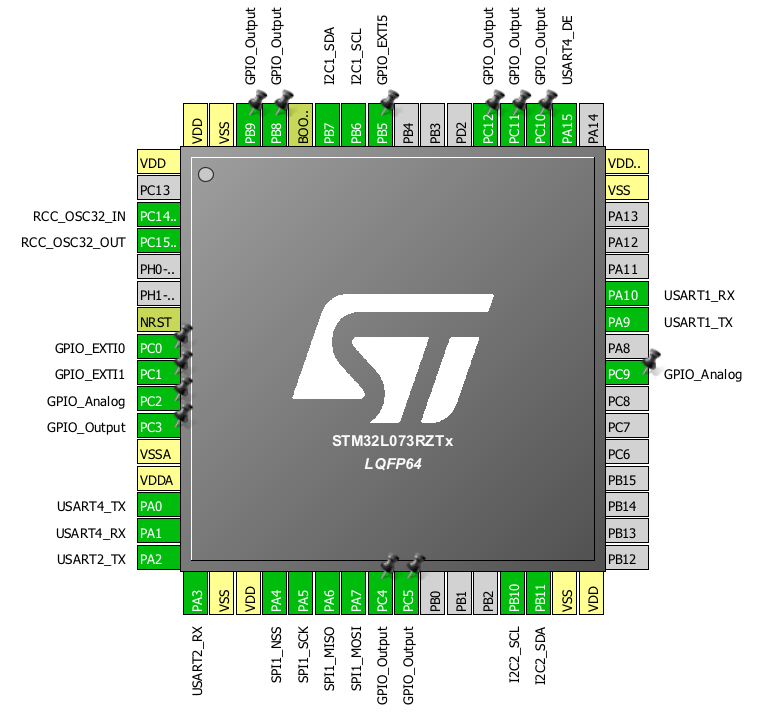 GPIO_Output
GPIO_Output
I2C1_SDA
I2C1_SCL
GPIO_EXTI5
GPIO_Output
GPIO_Output
GPIO_Output
USART4_DE
VDD
VSS
PB9
PB8
BOO..
PB7
PB6
PB5
PB4
PB3
PD2
PC12
PC11
PC10
PA15
PA14
VDD
PC13
RCC_OSC32_IN PC14..
RCC_OSC32_OUT PC15..
PH0-..
PH1-..
NRST
GPIO_EXTI0 PC0
GPIO_EXTI1 PC1
GPIO_Analog PC2
GPIO_Output PC3
VSSA
VDDA
USART4_TX PA0
USART4_RX PA1
USART2_TX PA2
ST
STM32L073RZTx
LQFP64
VDD..
VSS
PA13
PA12
PA11
PA10 USART1_RX
PA9 USART1_TX
PA8
PC9 GPIO_Analog
PC8
PC7
PC6
PB15
PB14
PB13
PB12
PA3
VSS
VDD
PA4
PA5
PA6
PA7
PC4
PC5
PB0
PB1
PB2
PB10
PB11
VSS
VDD
USART2_RX
SPI1_NSS
SPI1_SCK
SPI1_MISO
SPI1_MOSI
GPIO_Output
GPIO_Output
I2C2_SCL
I2C2_SDA